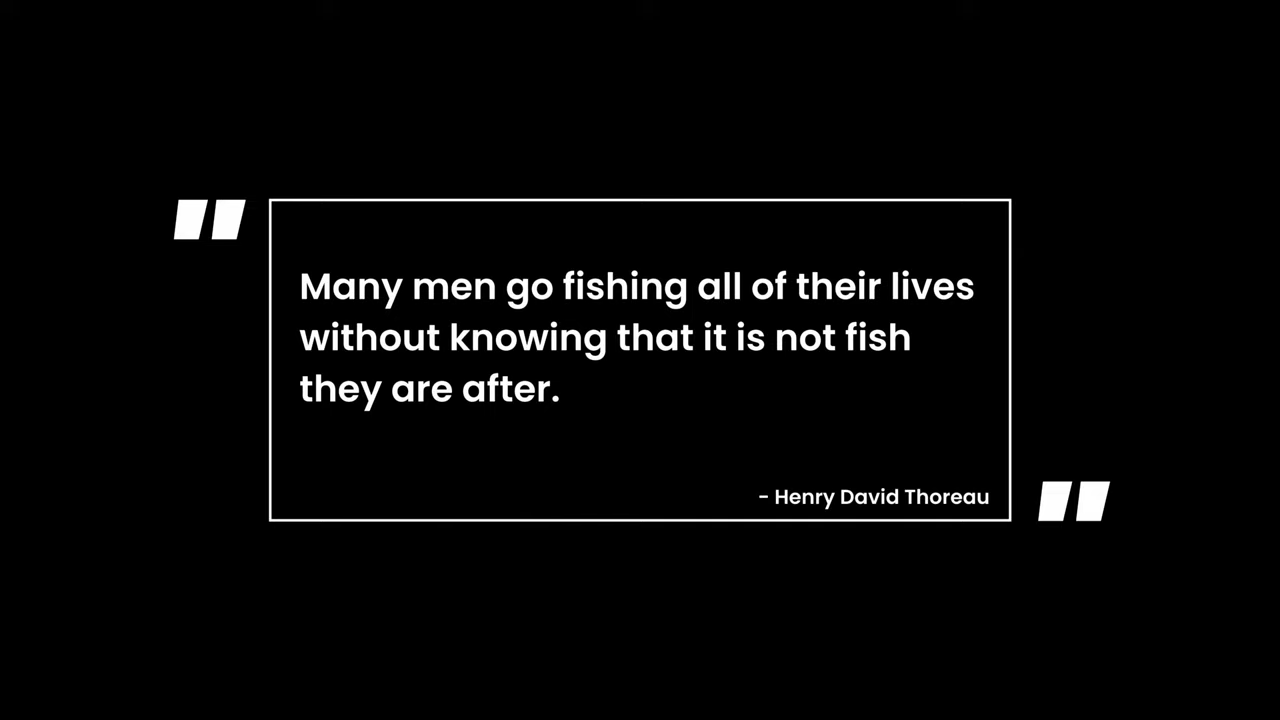 "
Many men go fishing all of their lives
without knowing that it is not fish
they are after.
- Henry David Thoreau
"